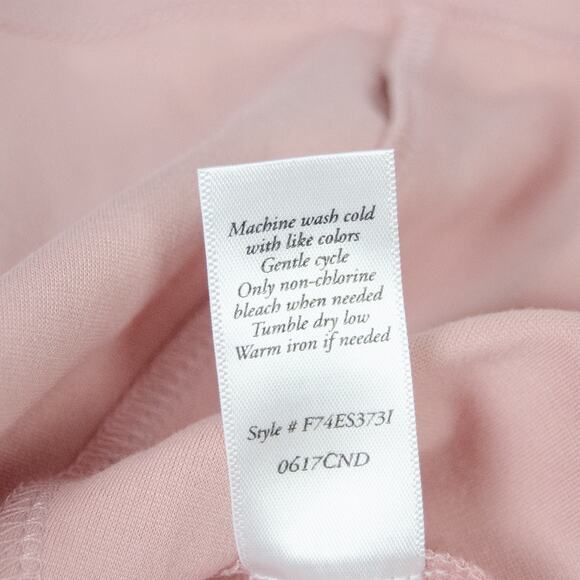 Machine wash cold
with like colors
Gentle cycle
Only non-chlorine
bleach when needed
Tumble dry low
Warm iron if needed
Style # F74ES373I
0617CND